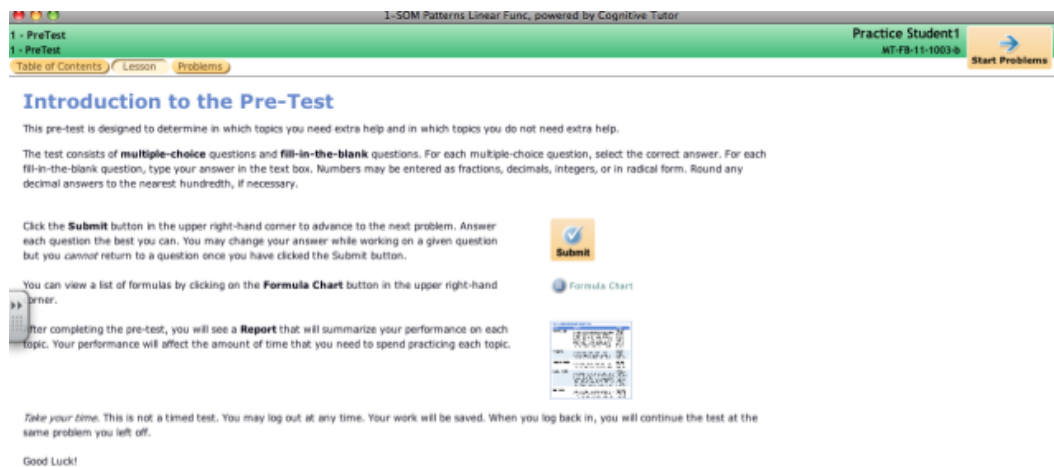 1-SOM Patterns Linear Func, powered by Cognitive Tutor
1 - PreTest
Practice Student1
1 - PreTest
MT-FB-11-1003-b
Start Problems
Table of Contents
Lesson
Problems
Introduction to the Pre-Test
This pre-test is designed to determine in which topics you need extra help and in which topics you do not need extra help.
The test consists of multiple-choice questions and fill-in-the-blank questions. For each multiple-choice question, select the correct answer. For each
fill-in-the-blank question, type your answer in the text box. Numbers may be entered as fractions, decimals, integers, or in radical form. Round any
decimal answers to the nearest hundredth, if necessary.
Click the Submit button in the upper right-hand corner to advance to the next problem. Answer
each question the best you can. You may change your answer while working on a given question
but you cannot return to a question once you have clicked the Submit button.
Submit
You can view a list of formulas by clicking on the Formula Chart button in the upper right-hand
corner.
Formula Chart
After completing the pre-test, you will see a Report that will summarize your performance on each
topic. Your performance will affect the amount of time that you need to spend practicing each topic.
Take your time. This is not a timed test. You may log out at any time. Your work will be saved. When you log back in, you will continue the test at the
same problem you left off.
Good Luck!